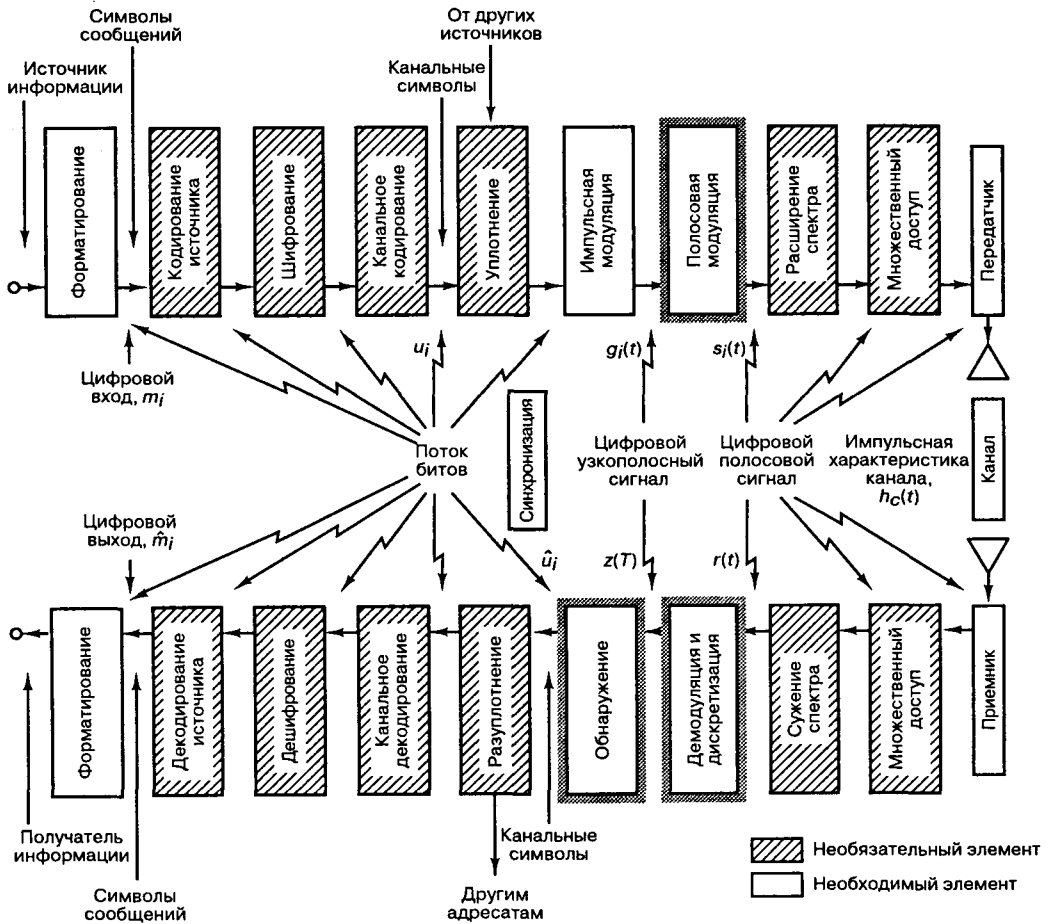 Символы
сообщений
От других
источников
Источник
информации
Канальные
символы
Форматирование
Кодирование
источника
Шифрование
Канальное
кодирование
Уплотнение
Импульсная
модуляция
Полосовая
модуляция
Расширение
спектра
Множественный
доступ
Передатчик
Цифровой
вход, mᵢ
uᵢ
gᵢ(t)
sᵢ(t)
Поток
битов
Синхронизация
Цифровой
узкополосный
сигнал
Цифровой
полосовой
сигнал
Импульсная
характеристика
канала,
h_C(t)
Канал
Цифровой
выход, m̂ᵢ
ûᵢ
z(T)
r(t)
Форматирование
Декодирование
источника
Дешифрование
Канальное
декодирование
Разуплотнение
Обнаружение
Демодуляция и
дискретизация
Сужение
спектра
Множественный
доступ
Приемник
Получатель
информации
Символы
сообщений
Канальные
символы
Другим
адресатам
Необязательный элемент
Необходимый элемент